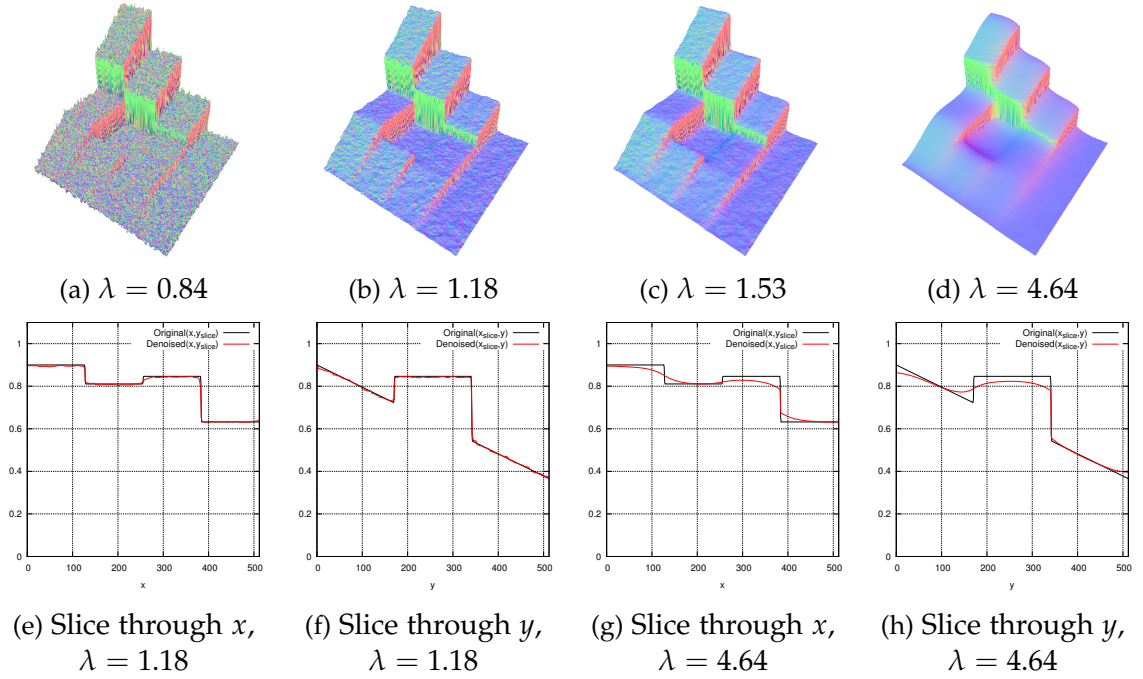 (a) λ = 0.84
(b) λ = 1.18
(c) λ = 1.53
(d) λ = 4.64
Original(x,y_slice)
Denoised(x,y_slice)
1
0.8
0.6
0.4
0.2
0
0 100 200 300 400 500
x
Original(x_slice,y)
Denoised(x_slice,y)
1
0.8
0.6
0.4
0.2
0
0 100 200 300 400 500
y
Original(x,y_slice)
Denoised(x,y_slice)
1
0.8
0.6
0.4
0.2
0
0 100 200 300 400 500
x
Original(x_slice,y)
Denoised(x_slice,y)
1
0.8
0.6
0.4
0.2
0
0 100 200 300 400 500
y
(e) Slice through x,
λ = 1.18
(f) Slice through y,
λ = 1.18
(g) Slice through x,
λ = 4.64
(h) Slice through y,
λ = 4.64